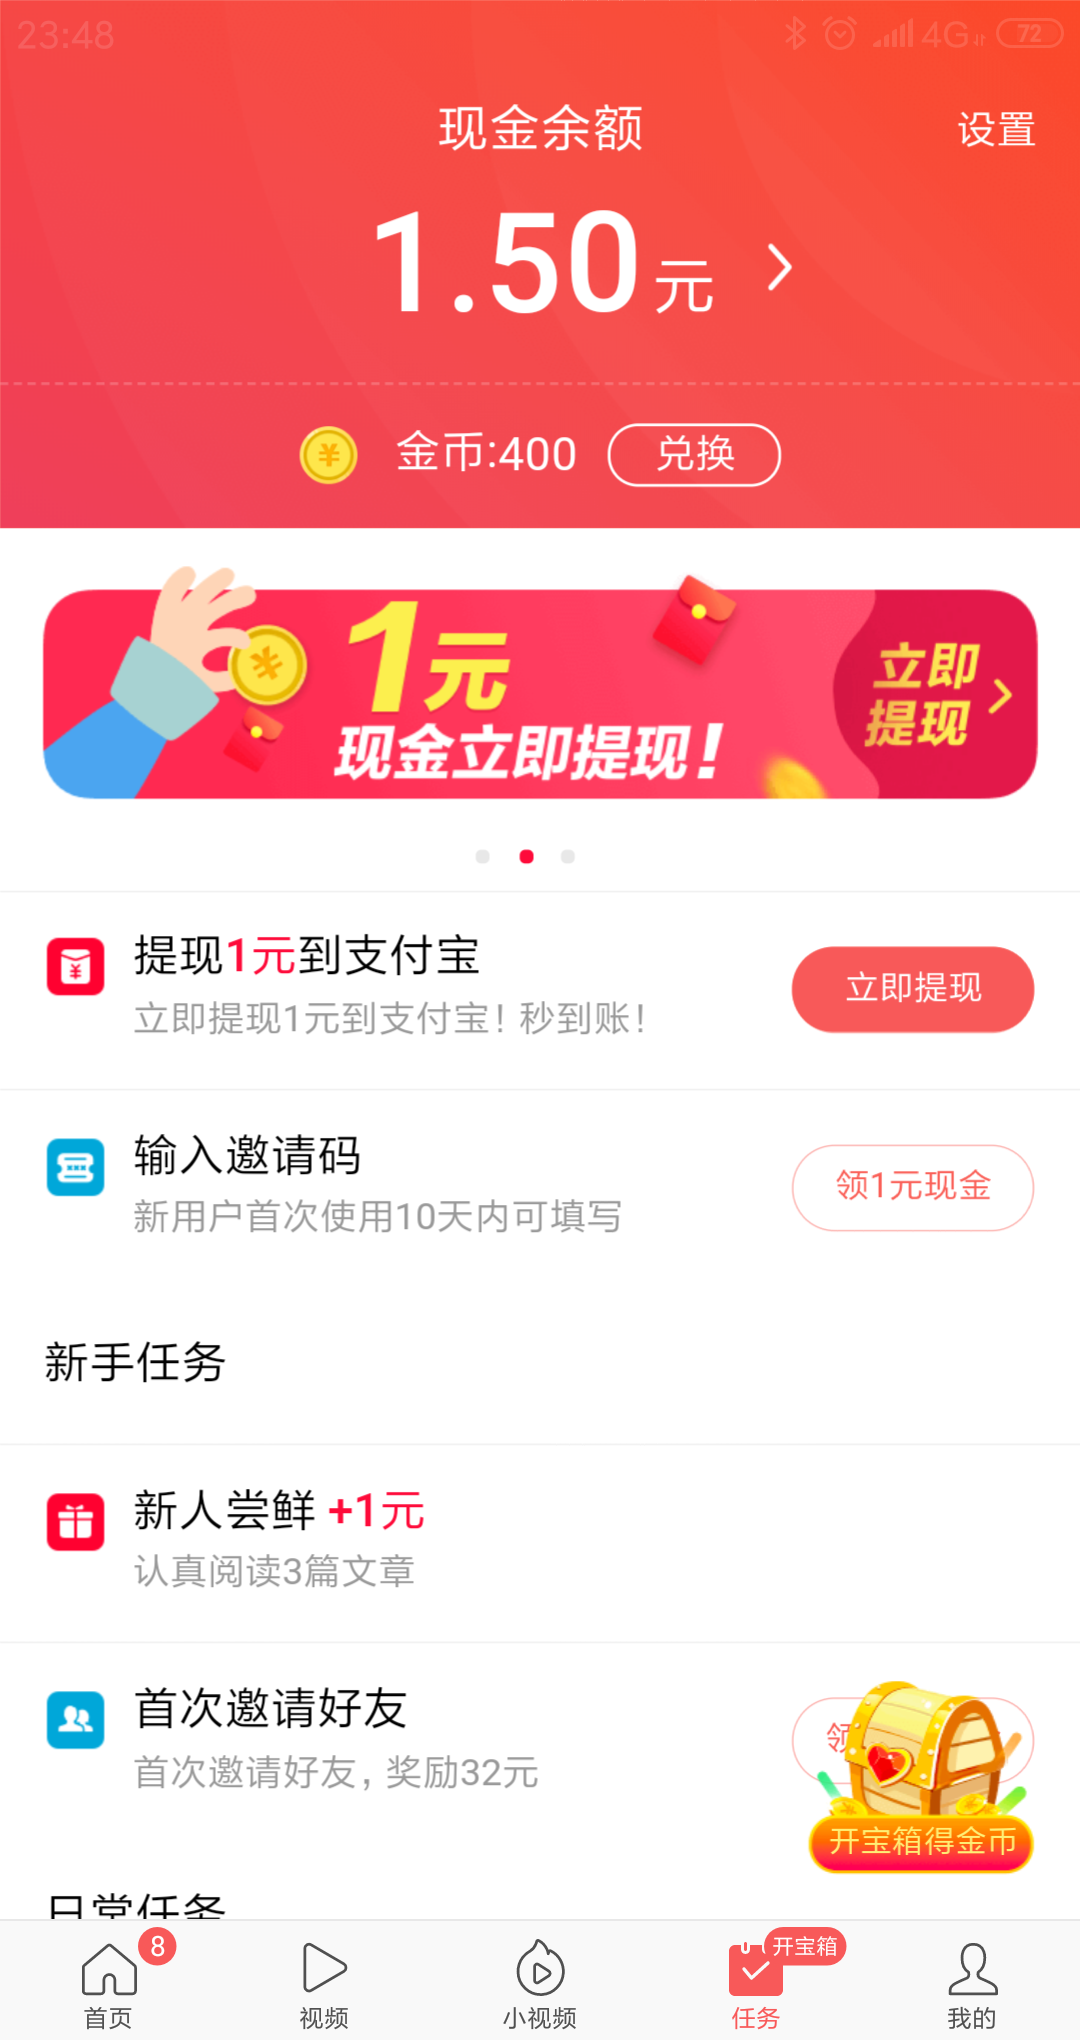 23:48
4G
72
现金余额
设置
1.50元
金币:400
兑换
1元
现金立即提现！
立即
提现
提现1元到支付宝
立即提现1元到支付宝！秒到账！
立即提现
输入邀请码
新用户首次使用10天内可填写
领1元现金
新手任务
新人尝鲜 +1元
认真阅读3篇文章
首次邀请好友
首次邀请好友，奖励32元
领
开宝箱得金币
日常任务
8
开宝箱
首页
视频
小视频
任务
我的